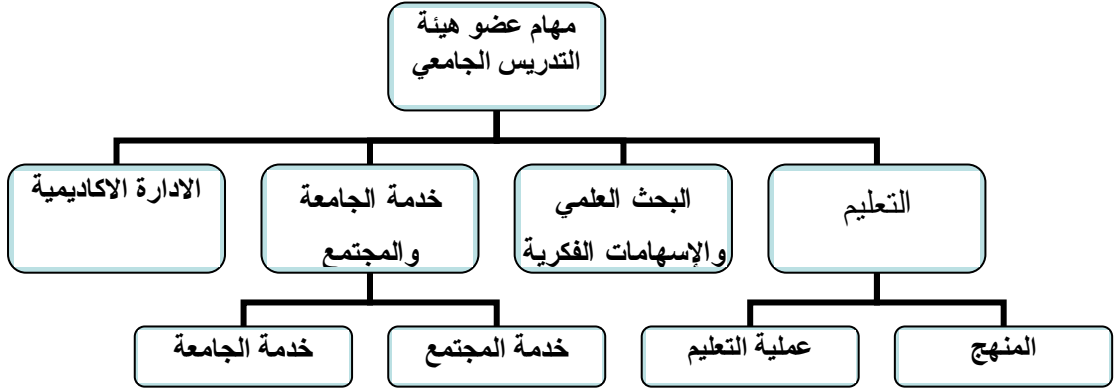 مهام عضو هيئة
التدريس الجامعي
التعليم
البحث العلمي
والإسهامات الفكرية
خدمة الجامعة
والمجتمع
الادارة الاكاديمية
المنهج
عملية التعليم
خدمة المجتمع
خدمة الجامعة